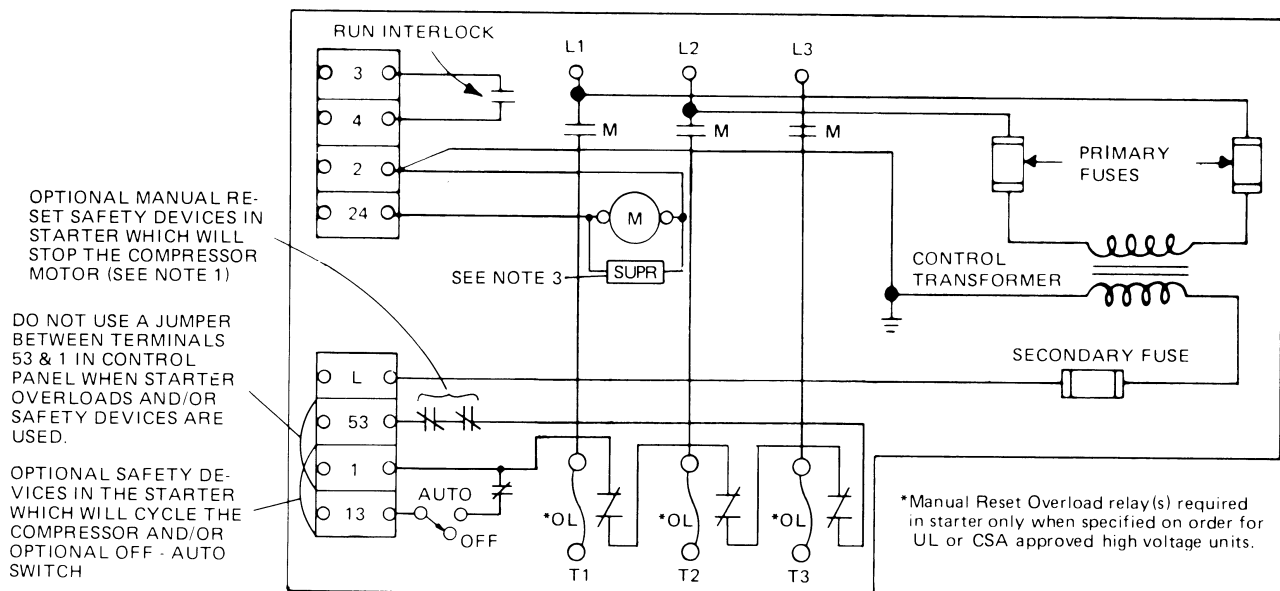 RUN INTERLOCK
L1
L2
L3
3
4
2
24
M
M
M
M
PRIMARY
FUSES
OPTIONAL MANUAL RE-
SET SAFETY DEVICES IN
STARTER WHICH WILL
STOP THE COMPRESSOR
MOTOR (SEE NOTE 1)
SEE NOTE 3
SUPR
CONTROL
TRANSFORMER
DO NOT USE A JUMPER
BETWEEN TERMINALS
53 & 1 IN CONTROL
PANEL WHEN STARTER
OVERLOADS AND/OR
SAFETY DEVICES ARE
USED.
SECONDARY FUSE
L
53
1
13
OPTIONAL SAFETY DE-
VICES IN THE STARTER
WHICH WILL CYCLE THE
COMPRESSOR AND/OR
OPTIONAL OFF - AUTO
SWITCH
AUTO
OFF
*OL
*OL
*OL
T1
T2
T3
*Manual Reset Overload relay(s) required
in starter only when specified on order for
UL or CSA approved high voltage units.